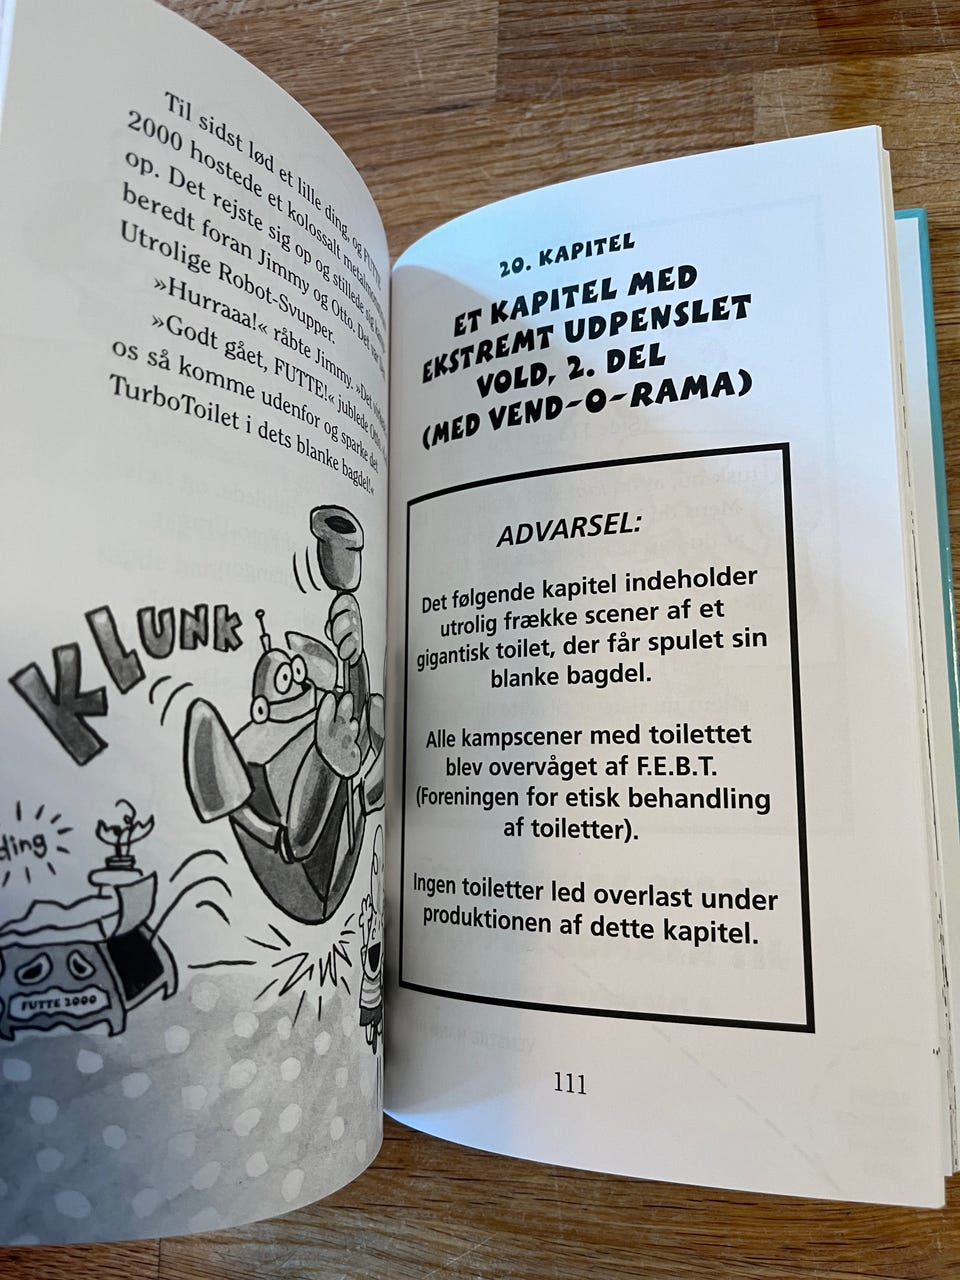 Til sidst lød et lille ding, og FUTTE
2000 hostede et kolossalt
op. Det rejste sig op og stillede sig
beredt foran Jimmy og Otto. Det var
Utrolige Robot-Svupper.
»Hurraaa!« råbte Jimmy. »Det
»Godt gået, FUTTE!« jublede Otto.
os så komme udenfor og sparke det
TurboToilet i dets blanke bagdel!«
KLUNK
ding
FUTTE 2000
20. KAPITEL
ET KAPITEL MED
EKSTREMT UDPENSLET
VOLD, 2. DEL
(MED VEND-O-RAMA)
ADVARSEL:
Det følgende kapitel indeholder
utrolig frække scener af et
gigantisk toilet, der får spulet sin
blanke bagdel.
Alle kampscener med toilettet
blev overvåget af F.E.B.T.
(Foreningen for etisk behandling
af toiletter).
Ingen toiletter led overlast under
produktionen af dette kapitel.
111